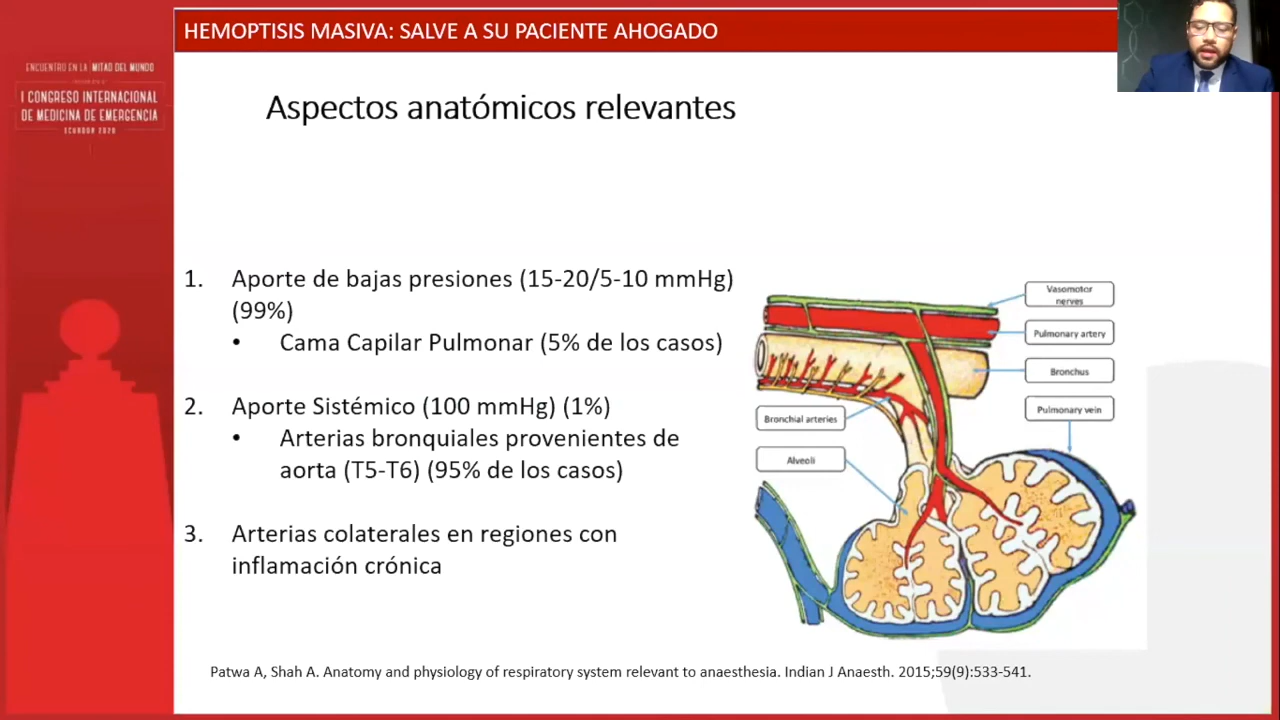 HEMOPTISIS MASIVA: SALVE A SU PACIENTE AHOGADO
ENCUENTRO EN LA MITAD DEL MUNDO
I CONGRESO INTERNACIONAL
DE MEDICINA DE EMERGENCIA
ECUADOR 2020
Aspectos anatómicos relevantes
1. Aporte de bajas presiones (15-20/5-10 mmHg)
(99%)
• Cama Capilar Pulmonar (5% de los casos)
2. Aporte Sistémico (100 mmHg) (1%)
• Arterias bronquiales provenientes de
aorta (T5-T6) (95% de los casos)
3. Arterias colaterales en regiones con
inflamación crónica
Vasomotor
nerves
Pulmonary artery
Bronchus
Pulmonary vein
Bronchial arteries
Alveoli
Patwa A, Shah A. Anatomy and physiology of respiratory system relevant to anaesthesia. Indian J Anaesth. 2015;59(9):533-541.